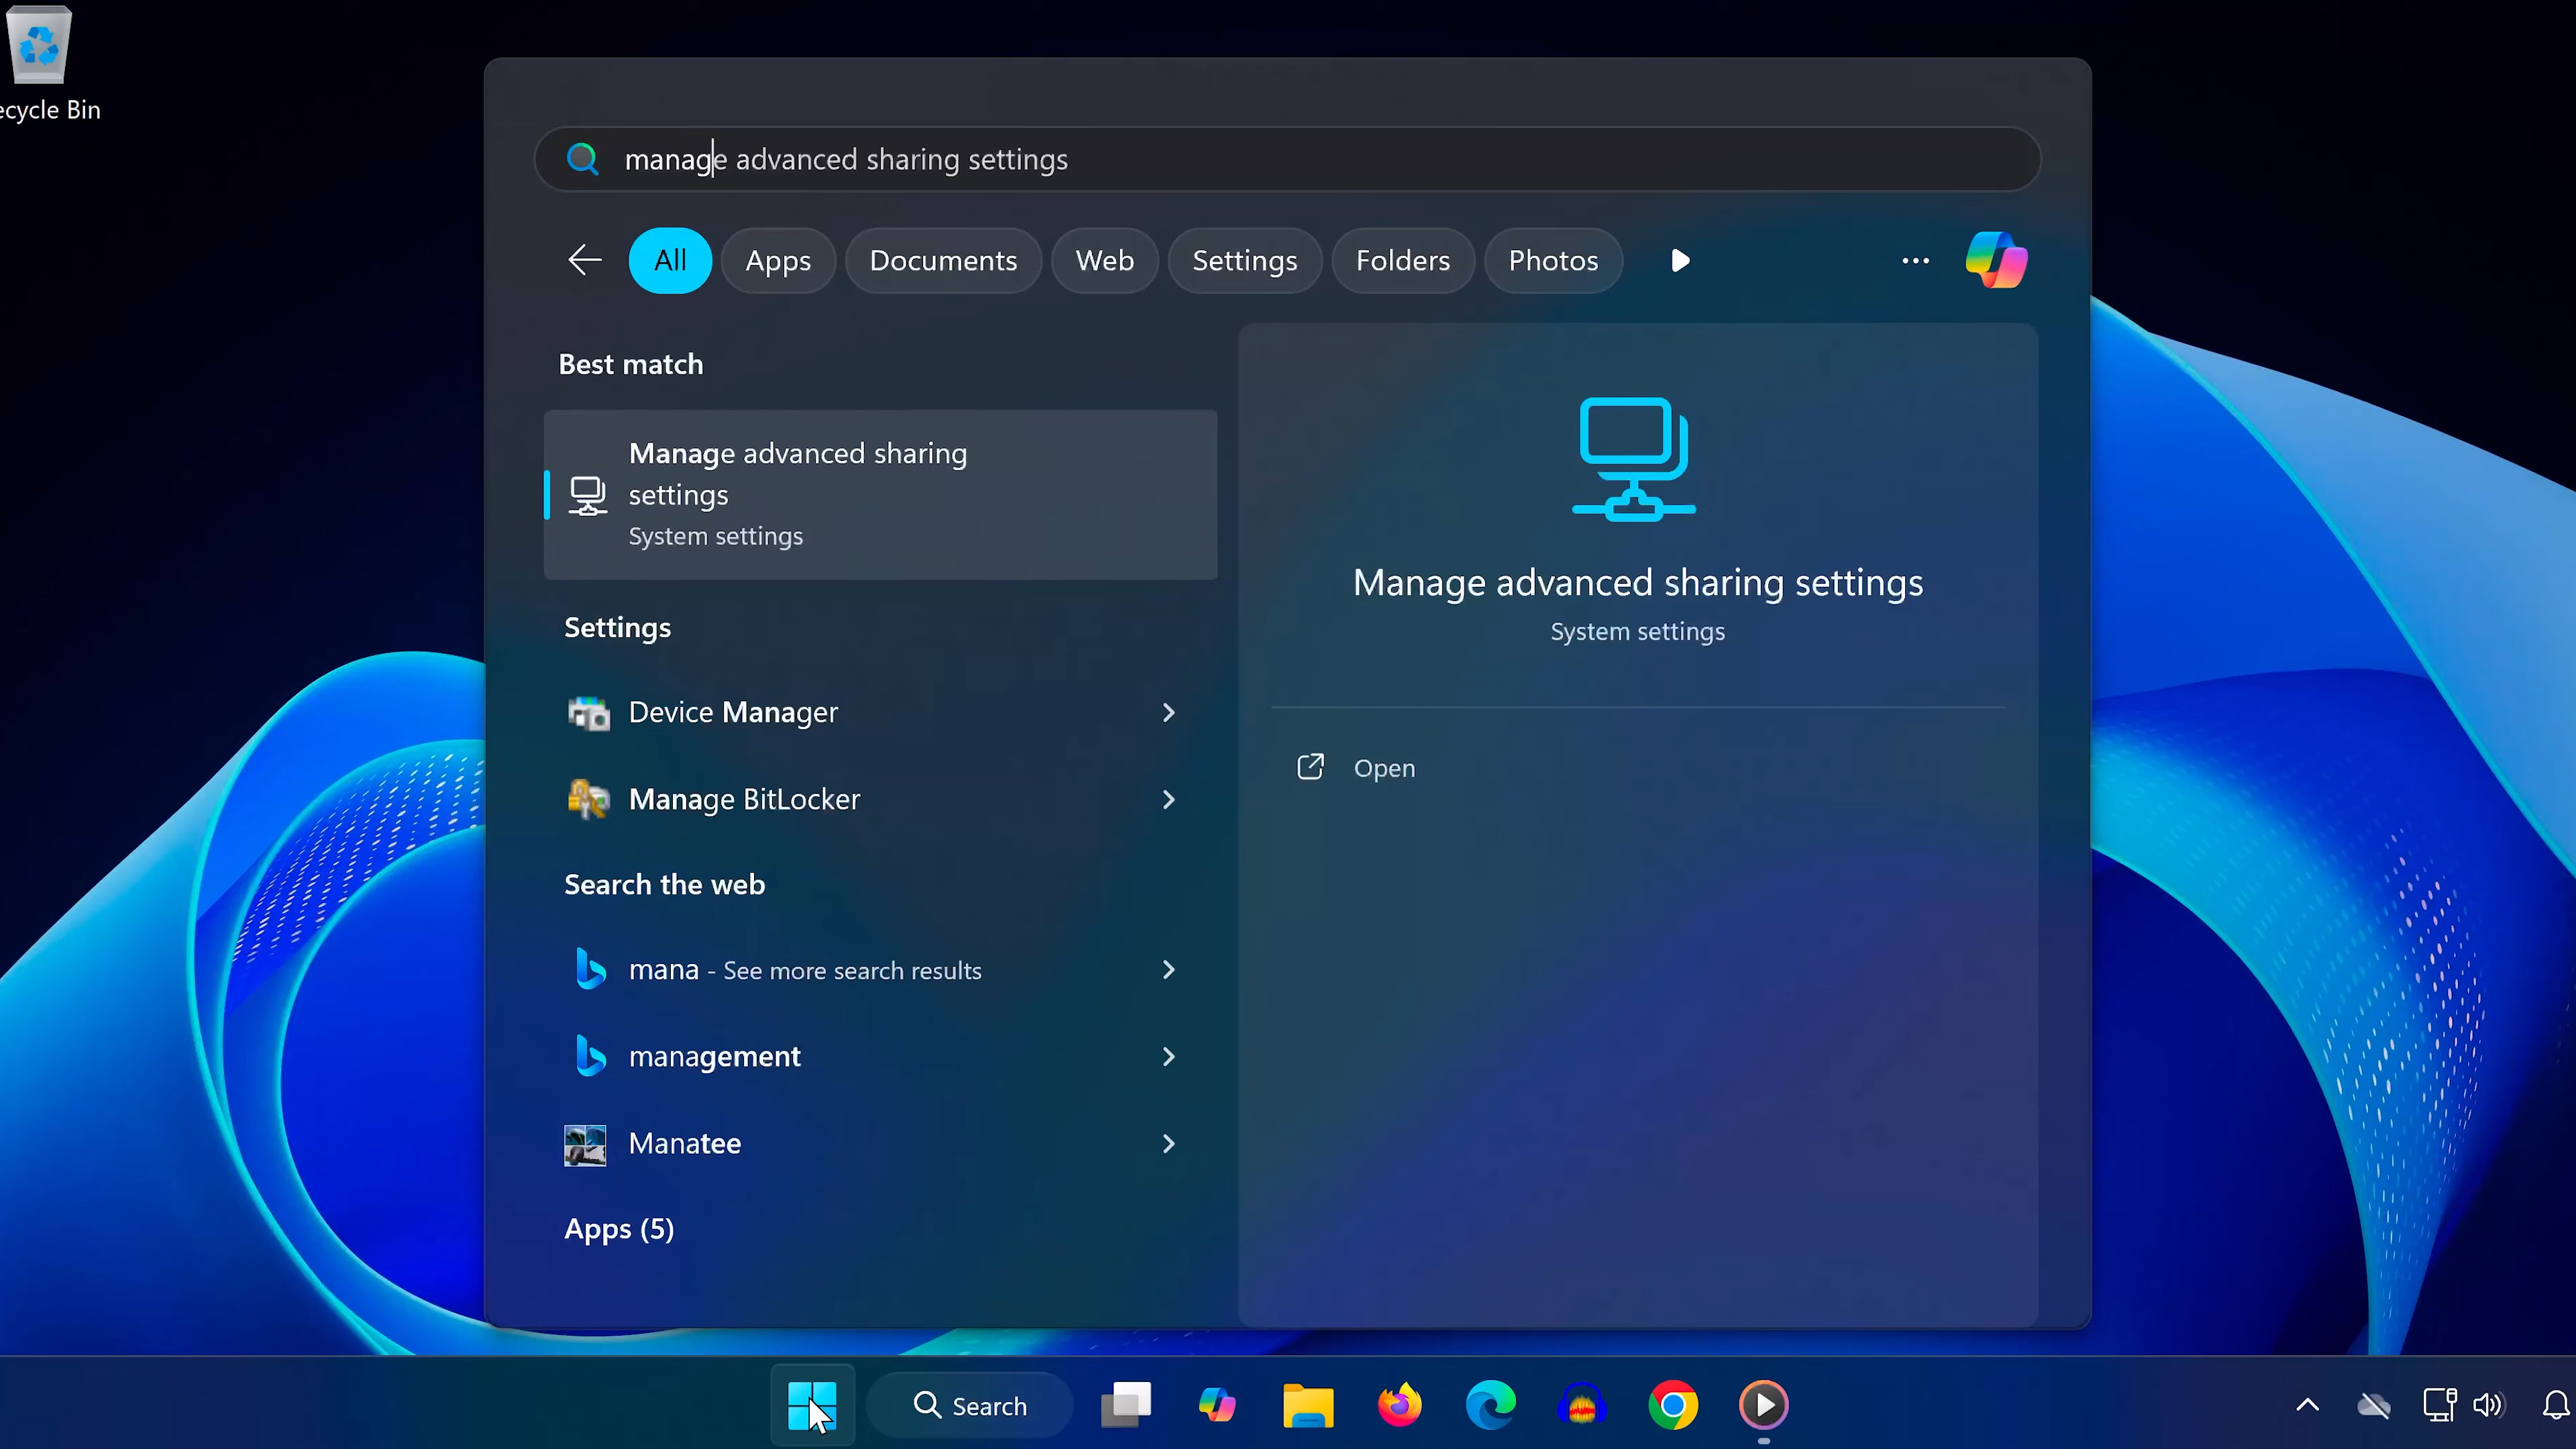 ecycle Bin
manage advanced sharing settings
All Apps Documents Web Settings Folders Photos
Best match
Manage advanced sharing
settings
System settings
Manage advanced sharing settings
System settings
Open
Settings
Device Manager
Manage BitLocker
Search the web
mana - See more search results
management
Manatee
Apps (5)
Search